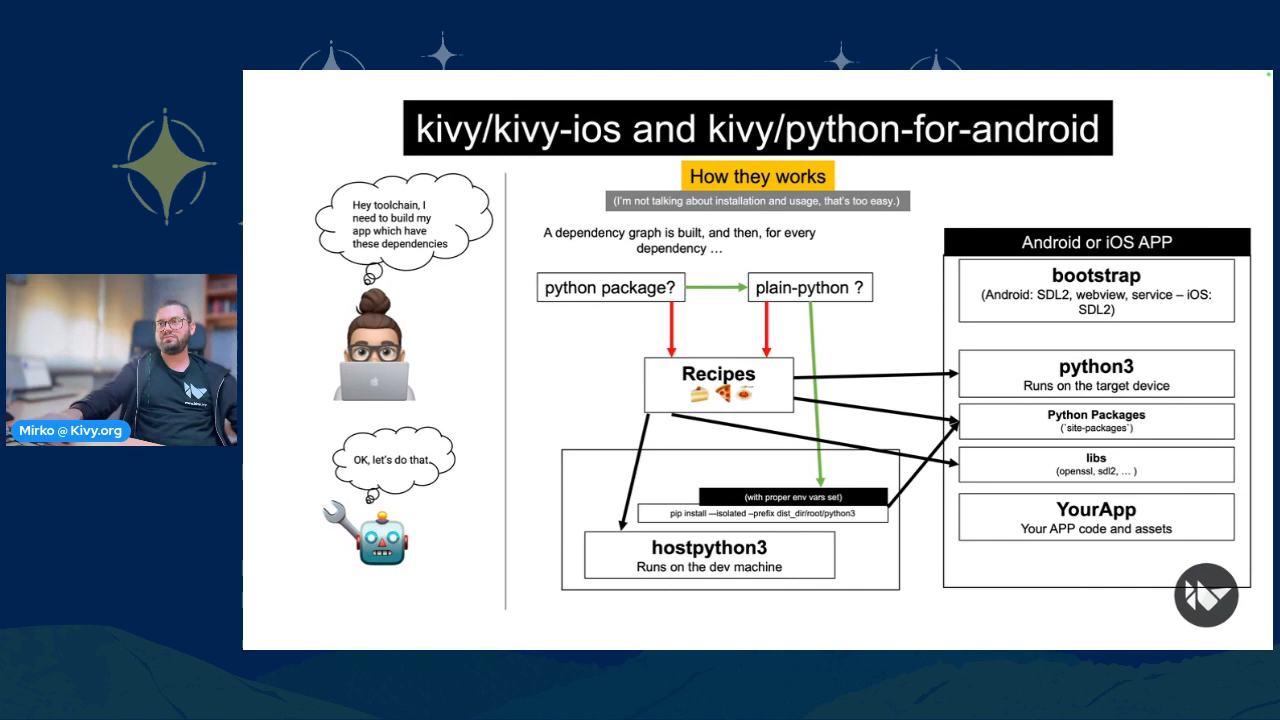 kivy/kivy-ios and kivy/python-for-android
How they works
(I'm not talking about installation and usage, that's too easy.)
Hey toolchain, I
need to build my
app which have
these dependencies
OK, let's do that.
A dependency graph is built, and then, for every
dependency …
python package?
plain-python ?
Recipes
(with proper env vars set)
pip install —isolated –prefix dist_dir/root/python3
hostpython3
Runs on the dev machine
Android or iOS APP
bootstrap
(Android: SDL2, webview, service – iOS:
SDL2)
python3
Runs on the target device
Python Packages
(`site-packages`)
libs
(openssl, sdl2, … )
YourApp
Your APP code and assets
Mirko @ Kivy.org